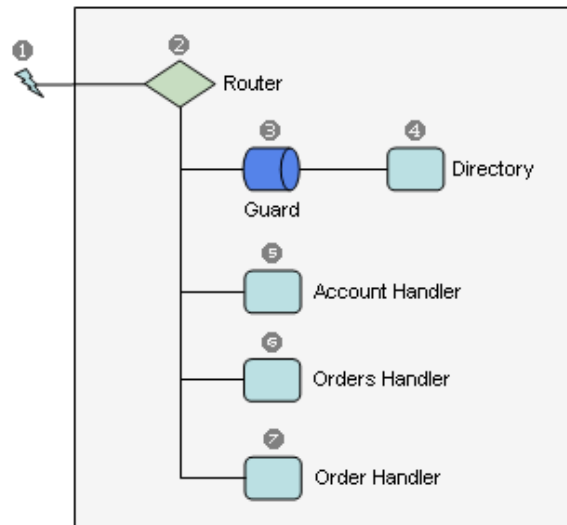 1
2
Router
3
4
Directory
Guard
5
Account Handler
6
Orders Handler
7
Order Handler